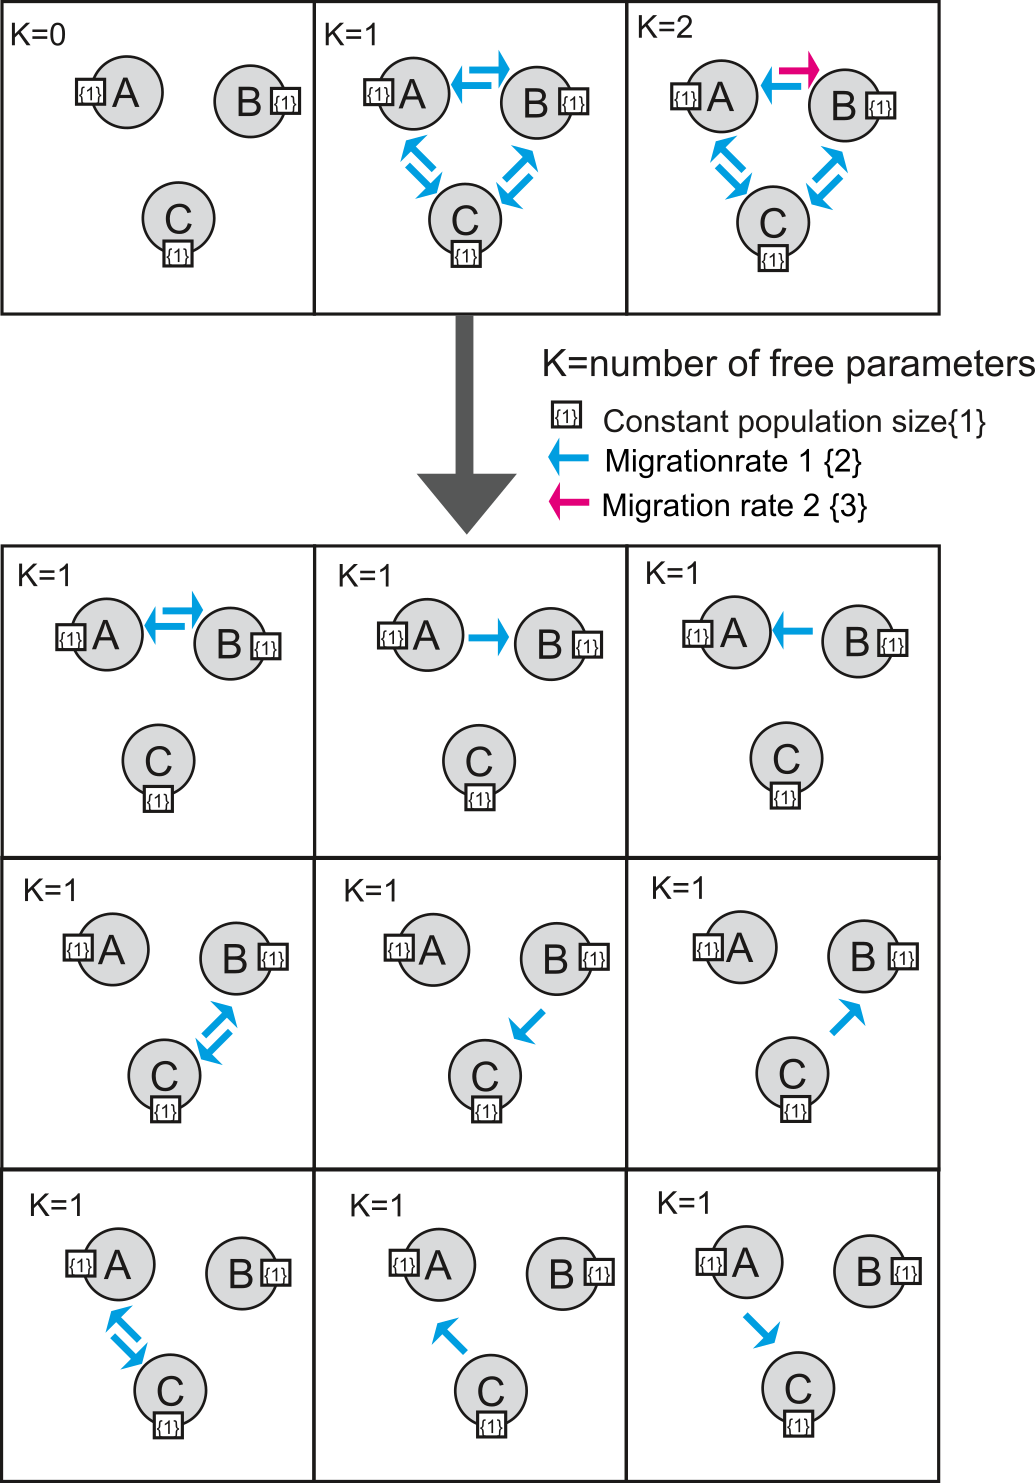 K=0
A
{1}
B
{1}
C
{1}
K=1
A
{1}
B
{1}
C
{1}
K=2
A
{1}
B
{1}
C
{1}
K=number of free parameters
{1} Constant population size{1}
Migrationrate 1 {2}
Migration rate 2 {3}
K=1
A
{1}
B
{1}
C
{1}
K=1
A
{1}
B
{1}
C
{1}
K=1
A
{1}
B
{1}
C
{1}
K=1
A
{1}
B
{1}
C
{1}
K=1
A
{1}
B
{1}
C
{1}
K=1
A
{1}
B
{1}
C
{1}
K=1
A
{1}
B
{1}
C
{1}
K=1
A
{1}
B
{1}
C
{1}
K=1
A
{1}
B
{1}
C
{1}